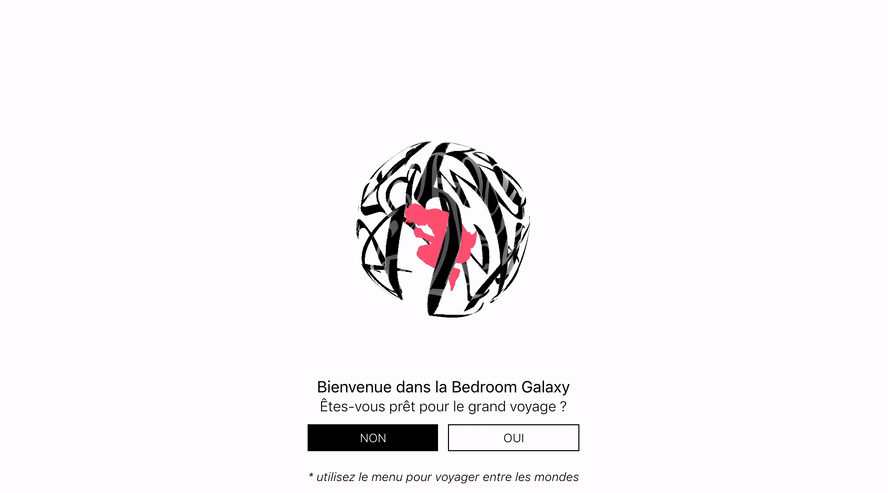 Bienvenue dans la Bedroom Galaxy
Êtes-vous prêt pour le grand voyage ?
NON
OUI
* utilisez le menu pour voyager entre les mondes